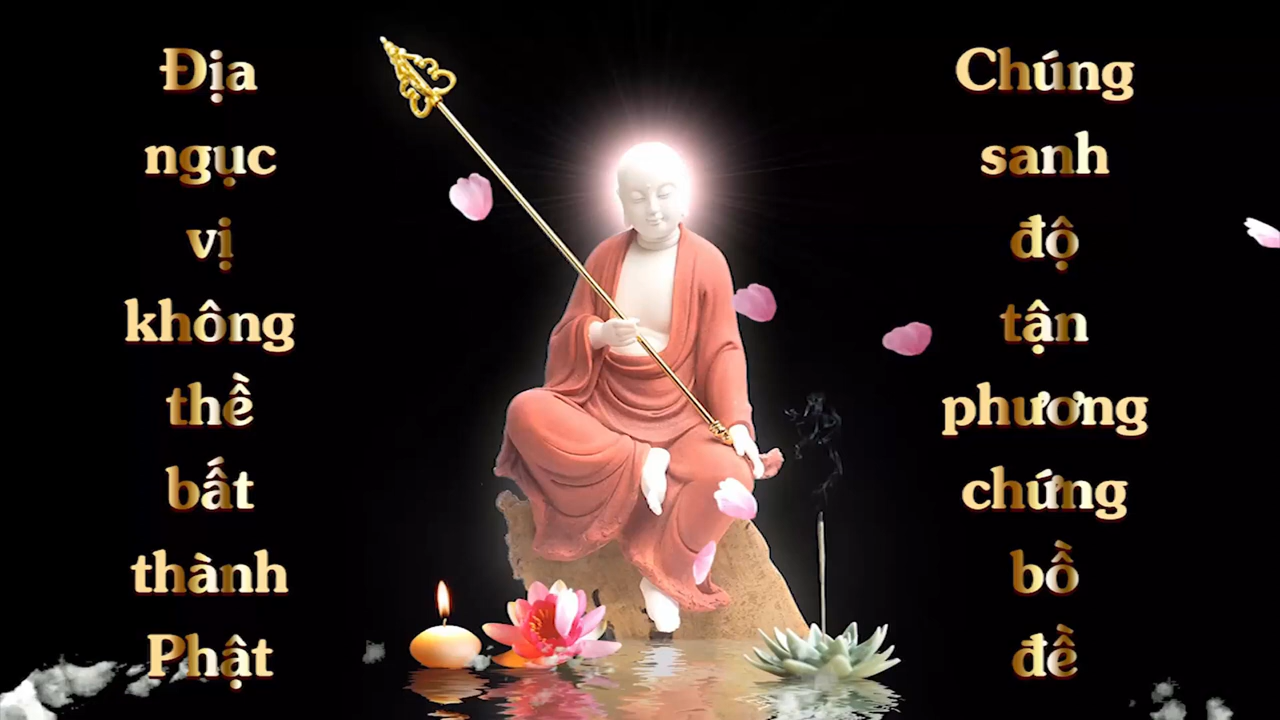 Địa
ngục
vị
không
thề
bất
thành
Phật
Chúng
sanh
độ
tận
phương
chứng
bồ
đề